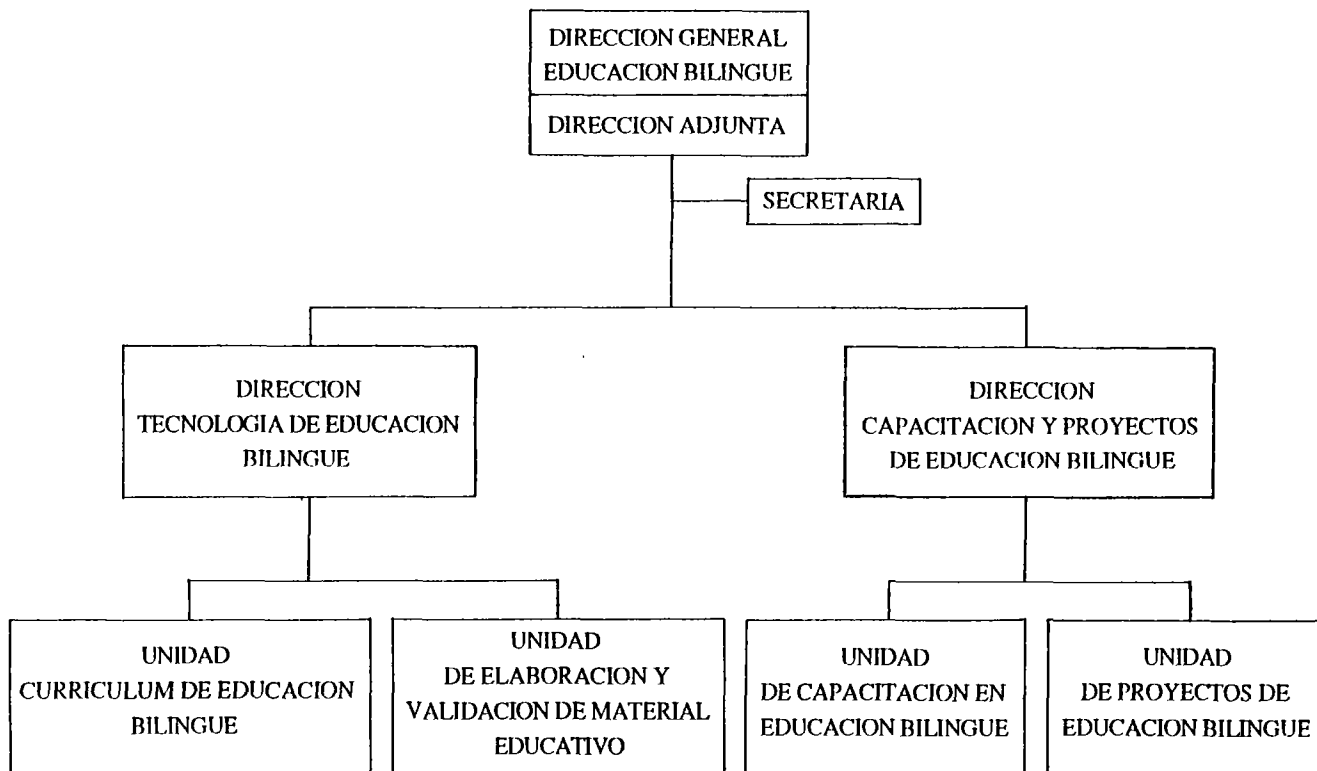 DIRECCION GENERAL
EDUCACION BILINGUE
DIRECCION ADJUNTA
SECRETARIA
DIRECCION
TECNOLOGIA DE EDUCACION
BILINGUE
DIRECCION
CAPACITACION Y PROYECTOS
DE EDUCACION BILINGUE
UNIDAD
CURRICULUM DE EDUCACION
BILINGUE
UNIDAD
DE ELABORACION Y
VALIDACION DE MATERIAL
EDUCATIVO
UNIDAD
DE CAPACITACION EN
EDUCACION BILINGUE
UNIDAD
DE PROYECTOS DE
EDUCACION BILINGUE